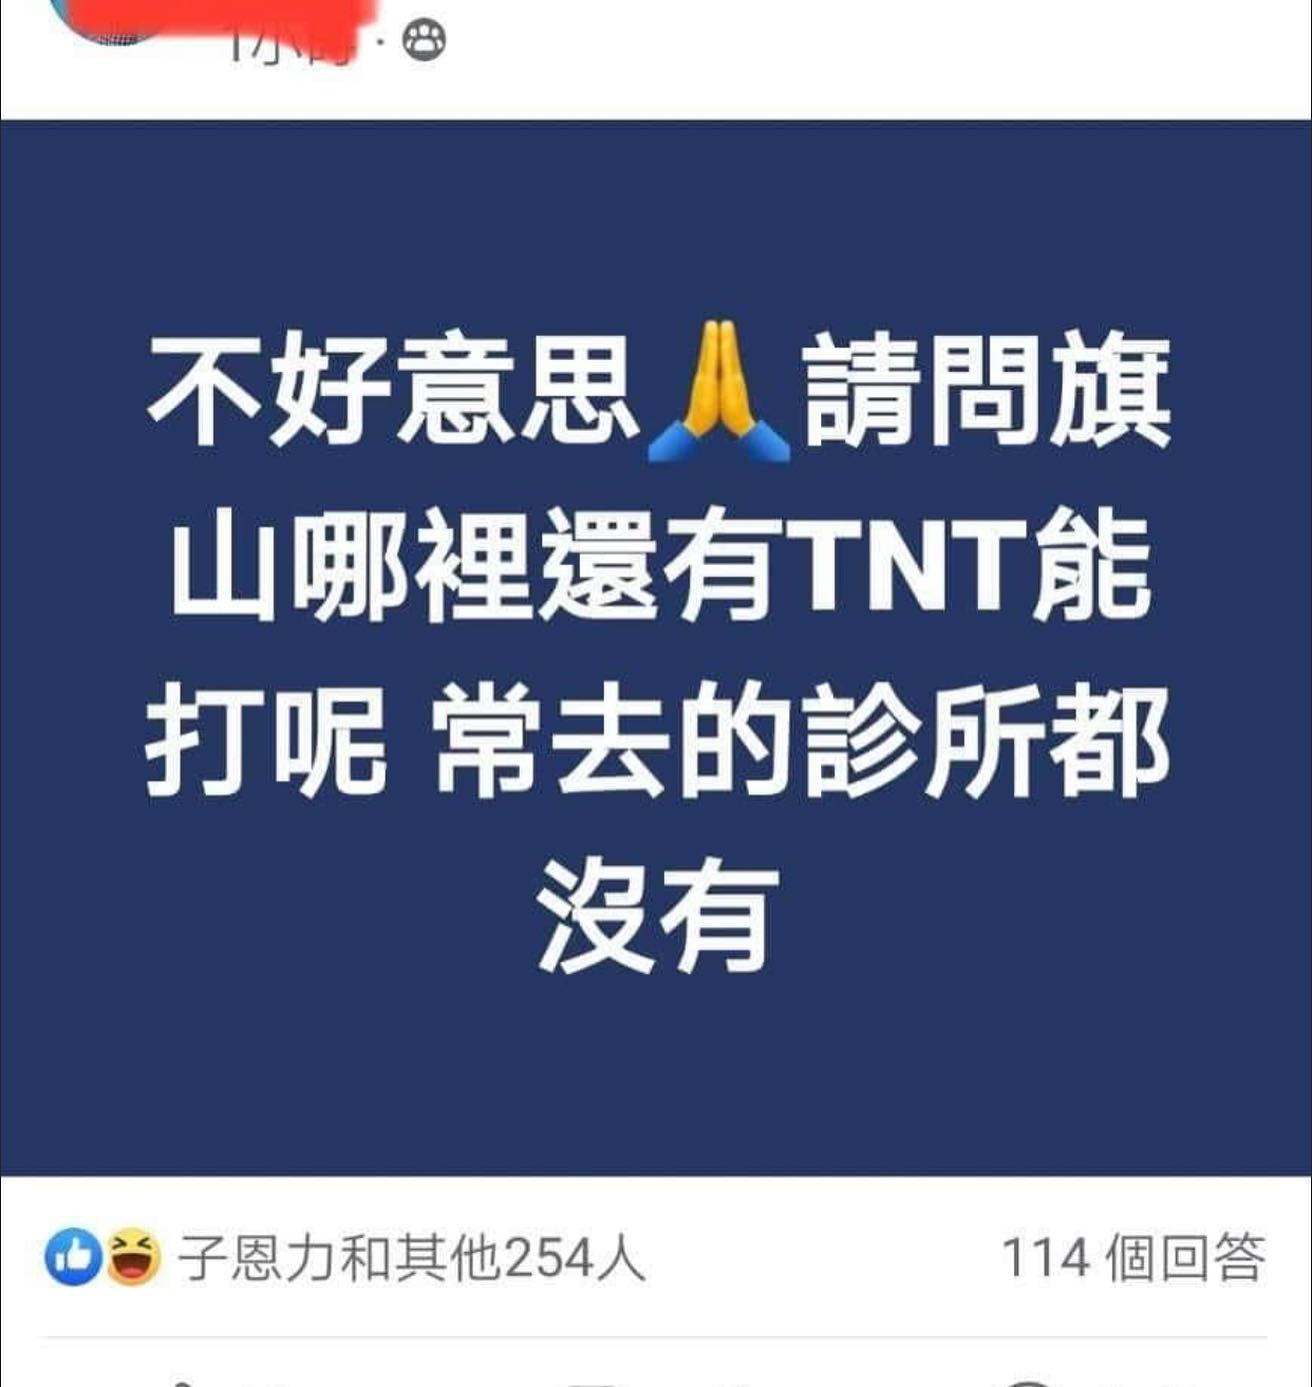 1小時
不好意思🙏請問旗
山哪裡還有TNT能
打呢 常去的診所都
沒有
子恩力和其他254人
114 個回答